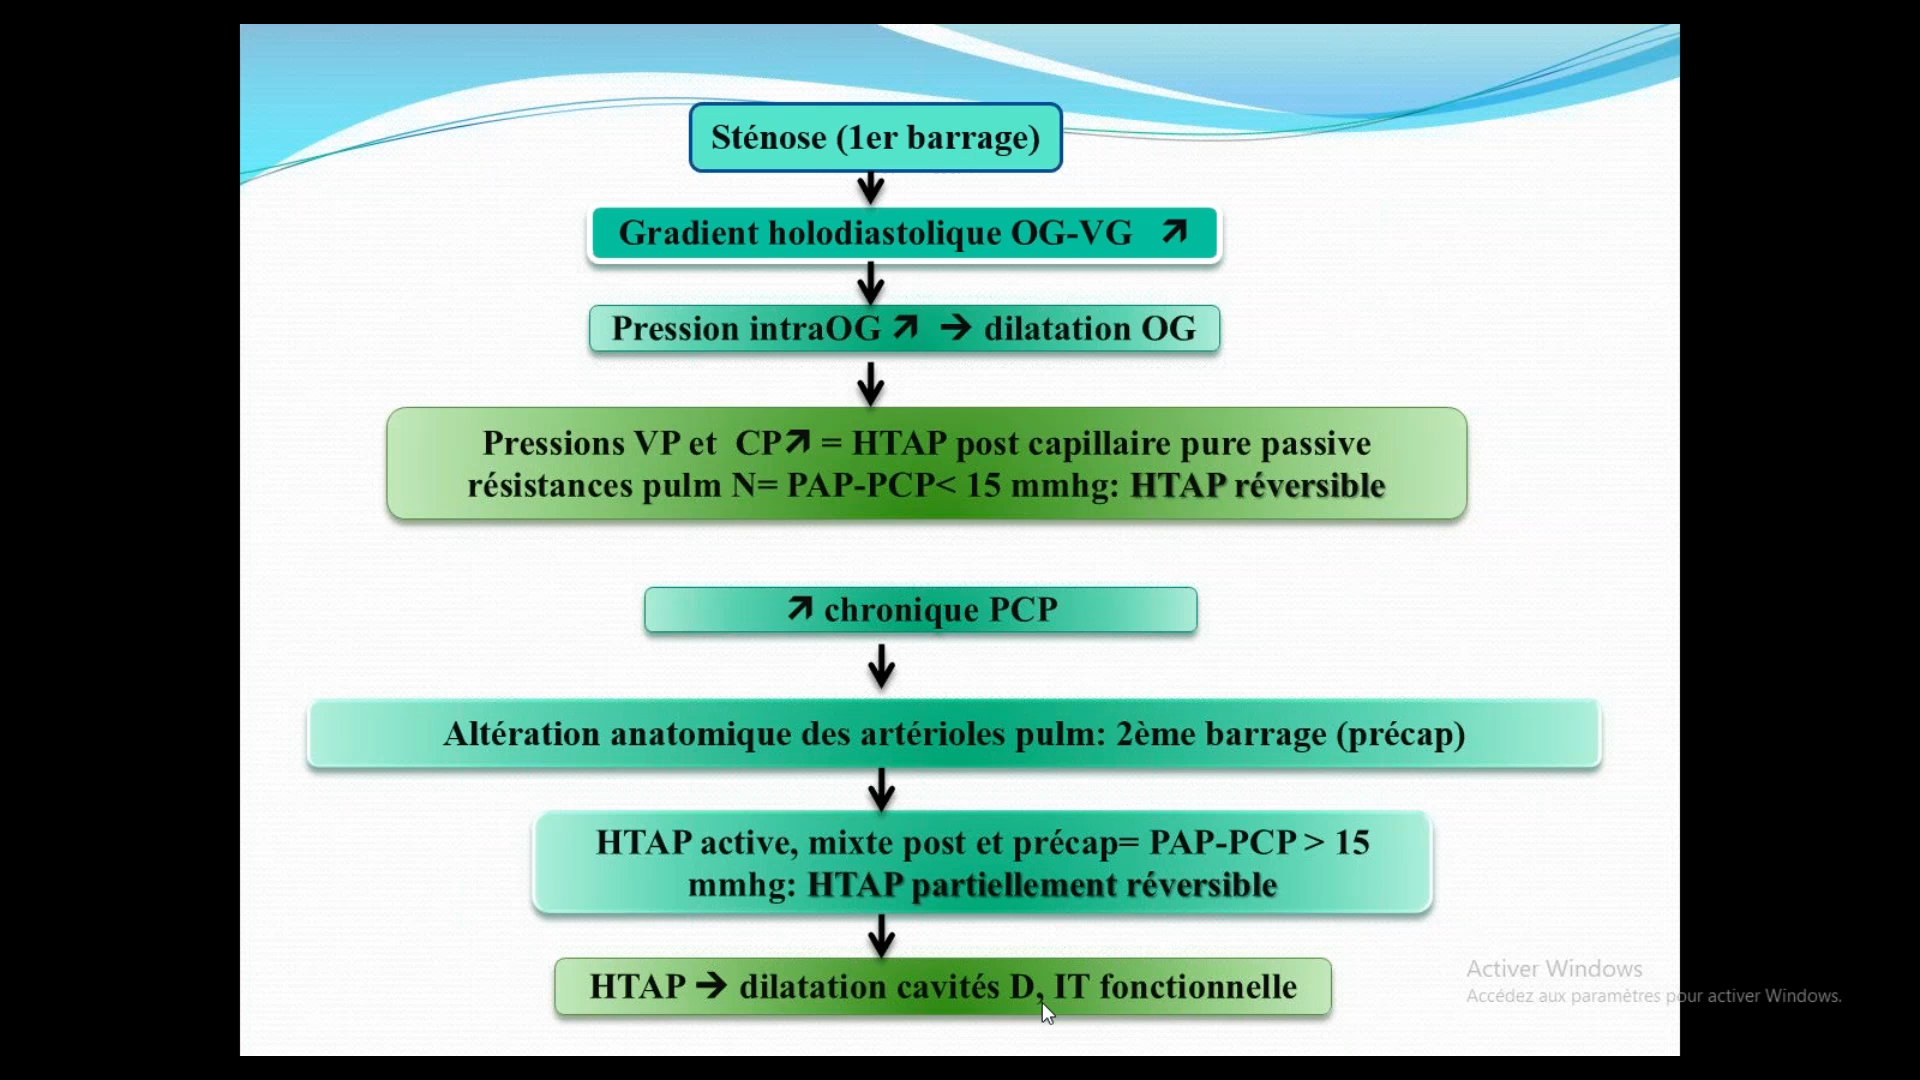 Sténose (1er barrage)
Gradient holodiastolique OG-VG ↗
Pression intraOG ↗ → dilatation OG
Pressions VP et CP↗ = HTAP post capillaire pure passive
résistances pulm N= PAP-PCP< 15 mmhg: HTAP réversible
↗ chronique PCP
Altération anatomique des artérioles pulm: 2ème barrage (précap)
HTAP active, mixte post et précap= PAP-PCP > 15
mmhg: HTAP partiellement réversible
HTAP → dilatation cavités D, IT fonctionnelle
Activer Windows
Accédez aux paramètres pour activer Windows.